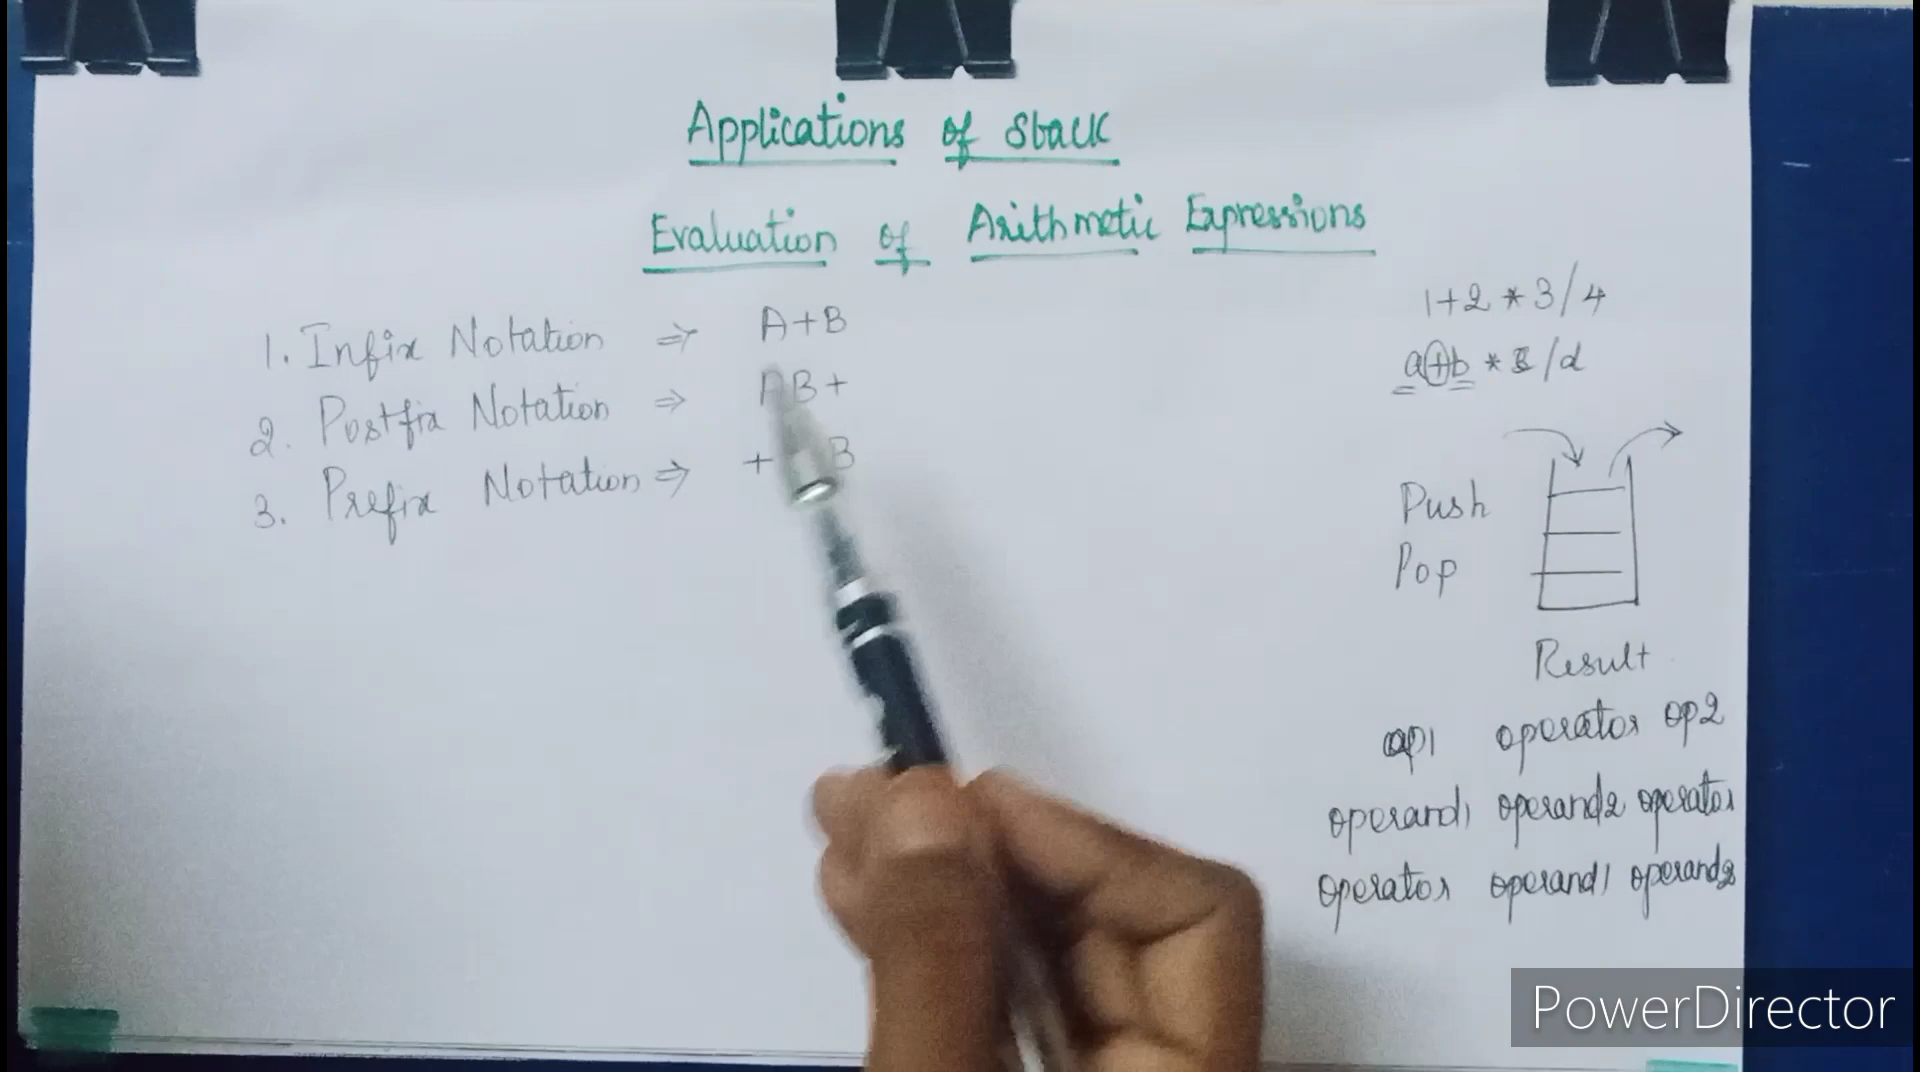 Applications of stack
Evaluation of Arithmetic Expressions
1. Infix Notation ⇒ A+B
2. Postfix Notation ⇒ AB+
3. Prefix Notation ⇒ + B
1+2 * 3/4
a+b * /d
Push
Pop
Result
op1 operator op2
operand1 operand2 operator
operator operand1 operand2
PowerDirector